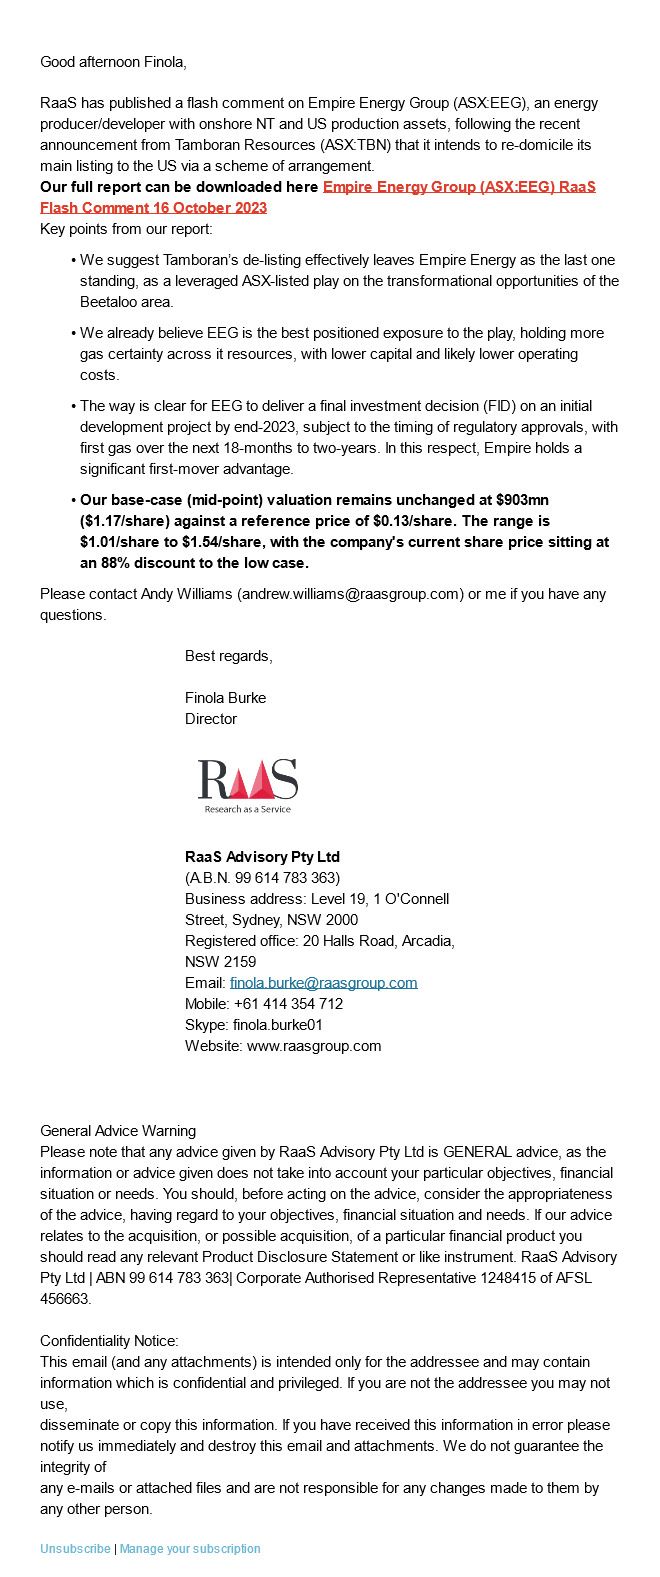 Good afternoon Finola,
RaaS has published a flash comment on Empire Energy Group (ASX:EEG), an energy
producer/developer with onshore NT and US production assets, following the recent
announcement from Tamboran Resources (ASX:TBN) that it intends to re-domicile its
main listing to the US via a scheme of arrangement.
Our full report can be downloaded here Empire Energy Group (ASX:EEG) RaaS
Flash Comment 16 October 2023
Key points from our report:
• We suggest Tamboran's de-listing effectively leaves Empire Energy as the last one
standing, as a leveraged ASX-listed play on the transformational opportunities of the
Beetaloo area.
• We already believe EEG is the best positioned exposure to the play, holding more
gas certainty across it resources, with lower capital and likely lower operating
costs.
• The way is clear for EEG to deliver a final investment decision (FID) on an initial
development project by end-2023, subject to the timing of regulatory approvals, with
first gas over the next 18-months to two-years. In this respect, Empire holds a
significant first-mover advantage.
• Our base-case (mid-point) valuation remains unchanged at $903mn
($1.17/share) against a reference price of $0.13/share. The range is
$1.01/share to $1.54/share, with the company's current share price sitting at
an 88% discount to the low case.
Please contact Andy Williams (andrew.williams@raasgroup.com) or me if you have any
questions.
Best regards,
Finola Burke
Director
RAAS
Research as a Service
RaaS Advisory Pty Ltd
(A.B.N. 99 614 783 363)
Business address: Level 19, 1 O'Connell
Street, Sydney, NSW 2000
Registered office: 20 Halls Road, Arcadia,
NSW 2159
Email: finola.burke@raasgroup.com
Mobile: +61 414 354 712
Skype: finola.burke01
Website: www.raasgroup.com
General Advice Warning
Please note that any advice given by RaaS Advisory Pty Ltd is GENERAL advice, as the
information or advice given does not take into account your particular objectives, financial
situation or needs. You should, before acting on the advice, consider the appropriateness
of the advice, having regard to your objectives, financial situation and needs. If our advice
relates to the acquisition, or possible acquisition, of a particular financial product you
should read any relevant Product Disclosure Statement or like instrument. RaaS Advisory
Pty Ltd | ABN 99 614 783 363| Corporate Authorised Representative 1248415 of AFSL
456663.
Confidentiality Notice:
This email (and any attachments) is intended only for the addressee and may contain
information which is confidential and privileged. If you are not the addressee you may not
use,
disseminate or copy this information. If you have received this information in error please
notify us immediately and destroy this email and attachments. We do not guarantee the
integrity of
any e-mails or attached files and are not responsible for any changes made to them by
any other person.
Unsubscribe | Manage your subscription